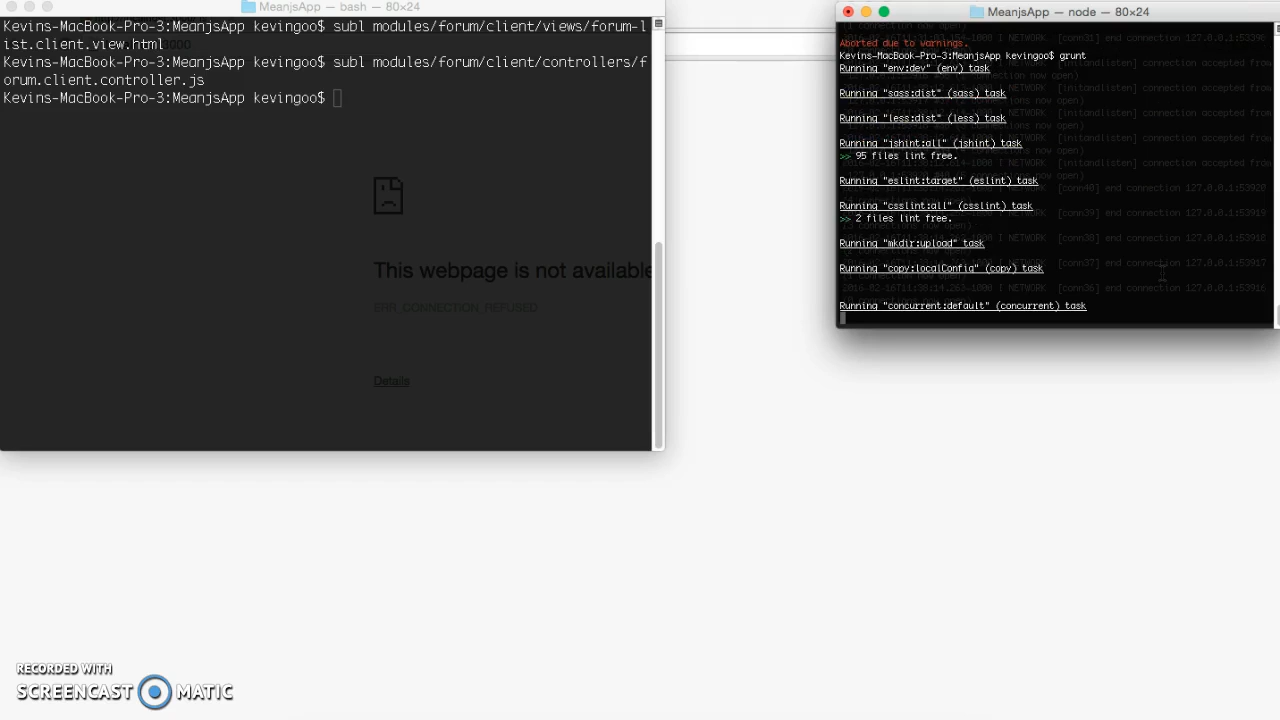 MeanjsApp — bash — 80×24
Kevins-MacBook-Pro-3:MeanjsApp kevingoo$ subl modules/forum/client/views/forum-l
ist.client.view.html
Kevins-MacBook-Pro-3:MeanjsApp kevingoo$ subl modules/forum/client/controllers/f
orum.client.controller.js
Kevins-MacBook-Pro-3:MeanjsApp kevingoo$
This webpage is not available
ERR_CONNECTION_REFUSED
Details
MeanjsApp — node — 80×24
Aborted due to warnings.
Kevins-MacBook-Pro-3:MeanjsApp kevingoo$ grunt
Running "env:dev" (env) task
Running "sass:dist" (sass) task
Running "less:dist" (less) task
Running "jshint:all" (jshint) task
>> 95 files lint free.
Running "eslint:target" (eslint) task
Running "csslint:all" (csslint) task
>> 2 files lint free.
Running "mkdir:upload" task
Running "copy:localConfig" (copy) task
Running "concurrent:default" (concurrent) task
RECORDED WITH
SCREENCAST MATIC